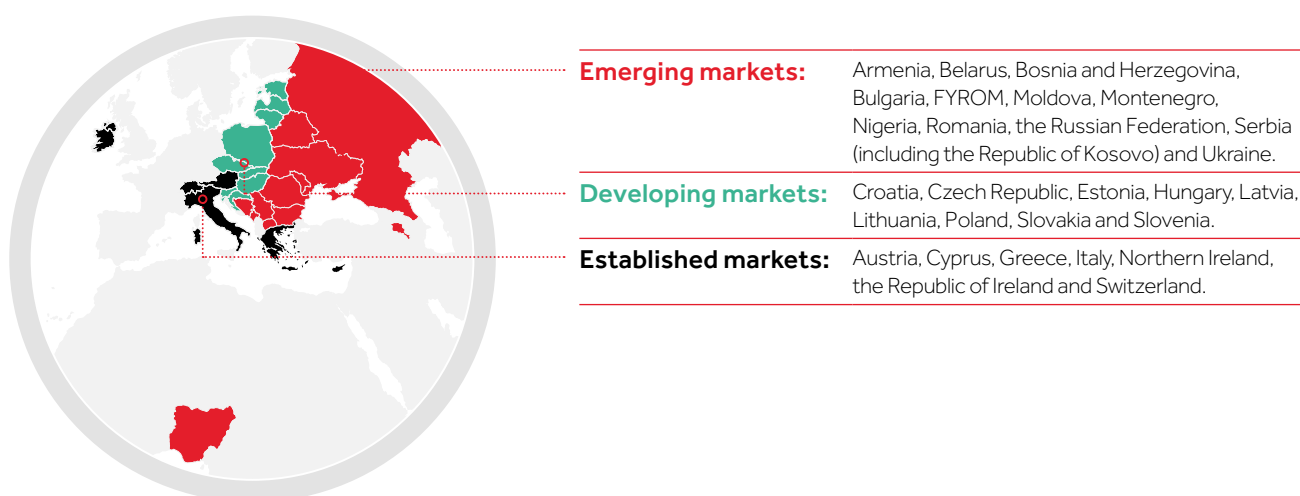 Emerging markets: Armenia, Belarus, Bosnia and Herzegovina,
Bulgaria, FYROM, Moldova, Montenegro,
Nigeria, Romania, the Russian Federation, Serbia
(including the Republic of Kosovo) and Ukraine.
Developing markets: Croatia, Czech Republic, Estonia, Hungary, Latvia,
Lithuania, Poland, Slovakia and Slovenia.
Established markets: Austria, Cyprus, Greece, Italy, Northern Ireland,
the Republic of Ireland and Switzerland.